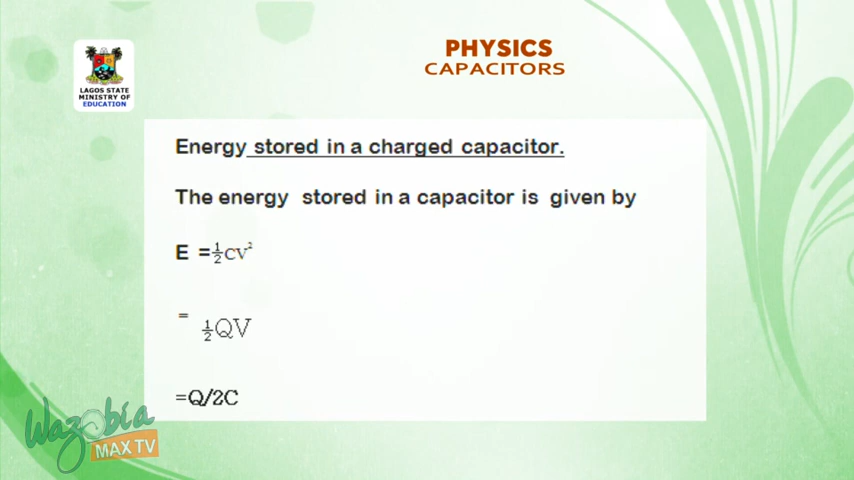 PHYSICS
CAPACITORS
LAGOS STATE
MINISTRY OF
EDUCATION
Energy stored in a charged capacitor.
The energy stored in a capacitor is given by
E =½CV²
=
½QV
=Q/2C
Wazobia
MAX TV